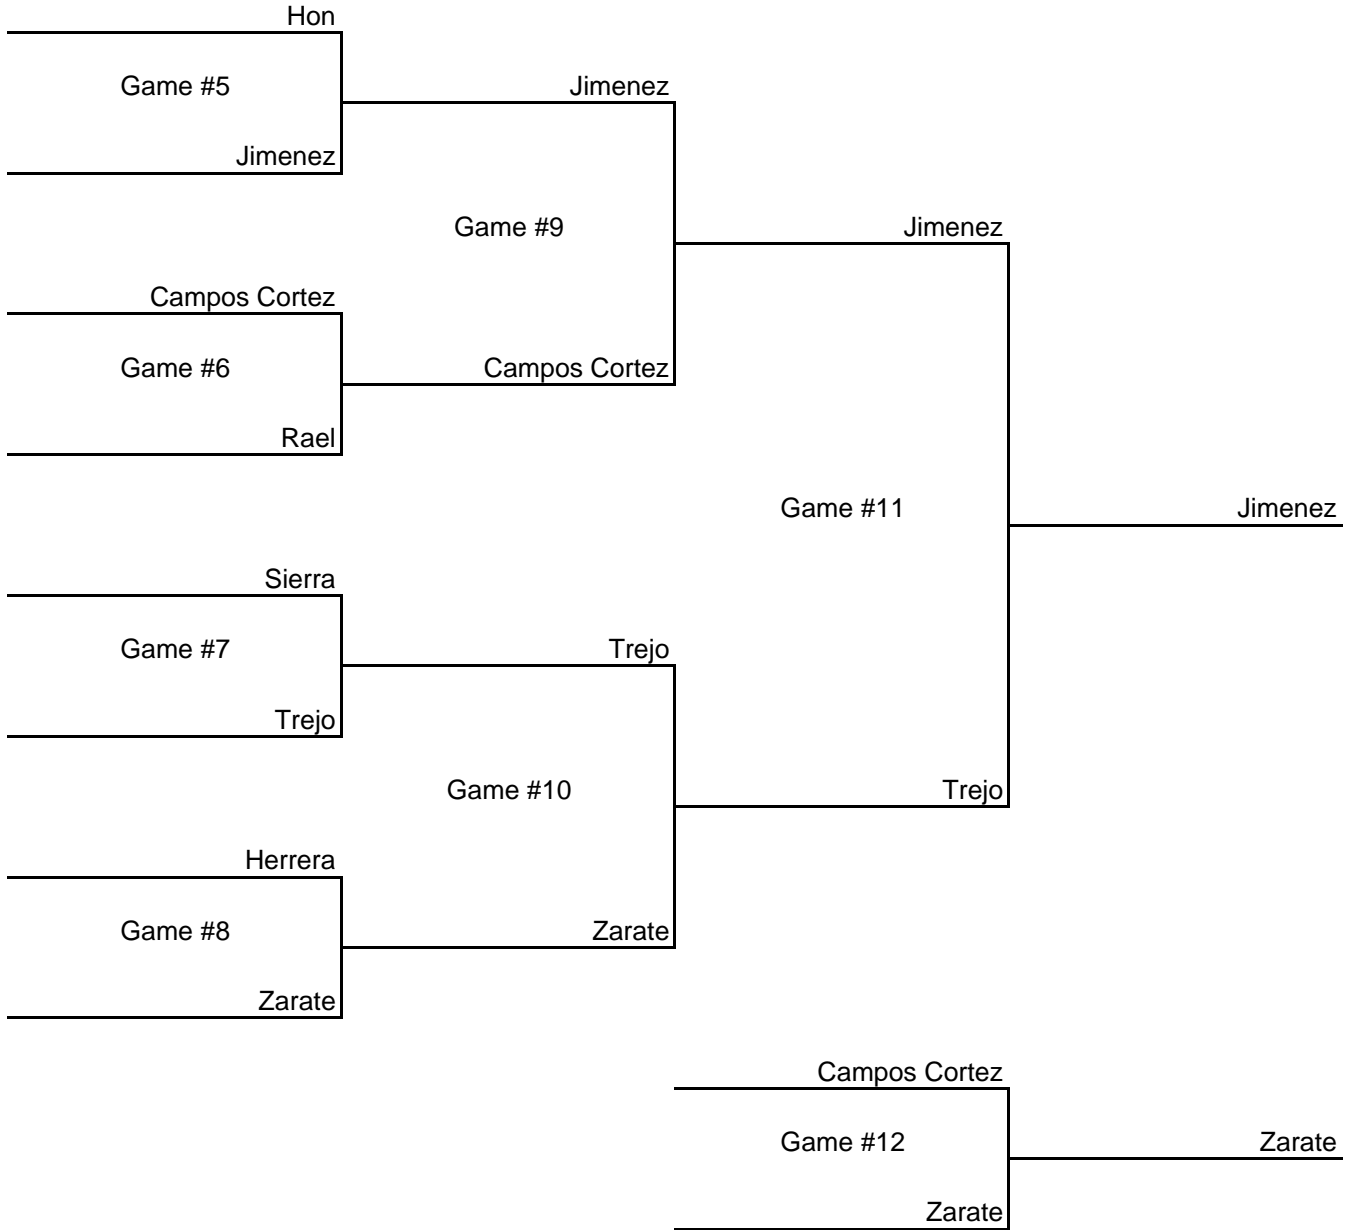 Hon
Game #5
Jimenez
Jimenez
Game #9
Jimenez
Campos Cortez
Game #6
Campos Cortez
Rael
Game #11
Jimenez
Sierra
Game #7
Trejo
Trejo
Game #10
Trejo
Herrera
Game #8
Zarate
Zarate
Campos Cortez
Game #12
Zarate
Zarate